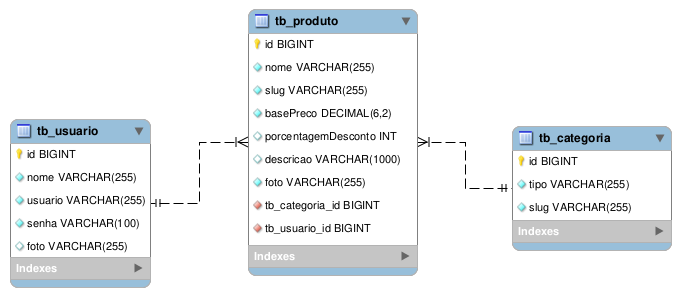 tb_usuario
id BIGINT
nome VARCHAR(255)
usuario VARCHAR(255)
senha VARCHAR(100)
foto VARCHAR(255)
Indexes
tb_produto
id BIGINT
nome VARCHAR(255)
slug VARCHAR(255)
basePreco DECIMAL(6,2)
porcentagemDesconto INT
descricao VARCHAR(1000)
foto VARCHAR(255)
tb_categoria_id BIGINT
tb_usuario_id BIGINT
Indexes
tb_categoria
id BIGINT
tipo VARCHAR(255)
slug VARCHAR(255)
Indexes